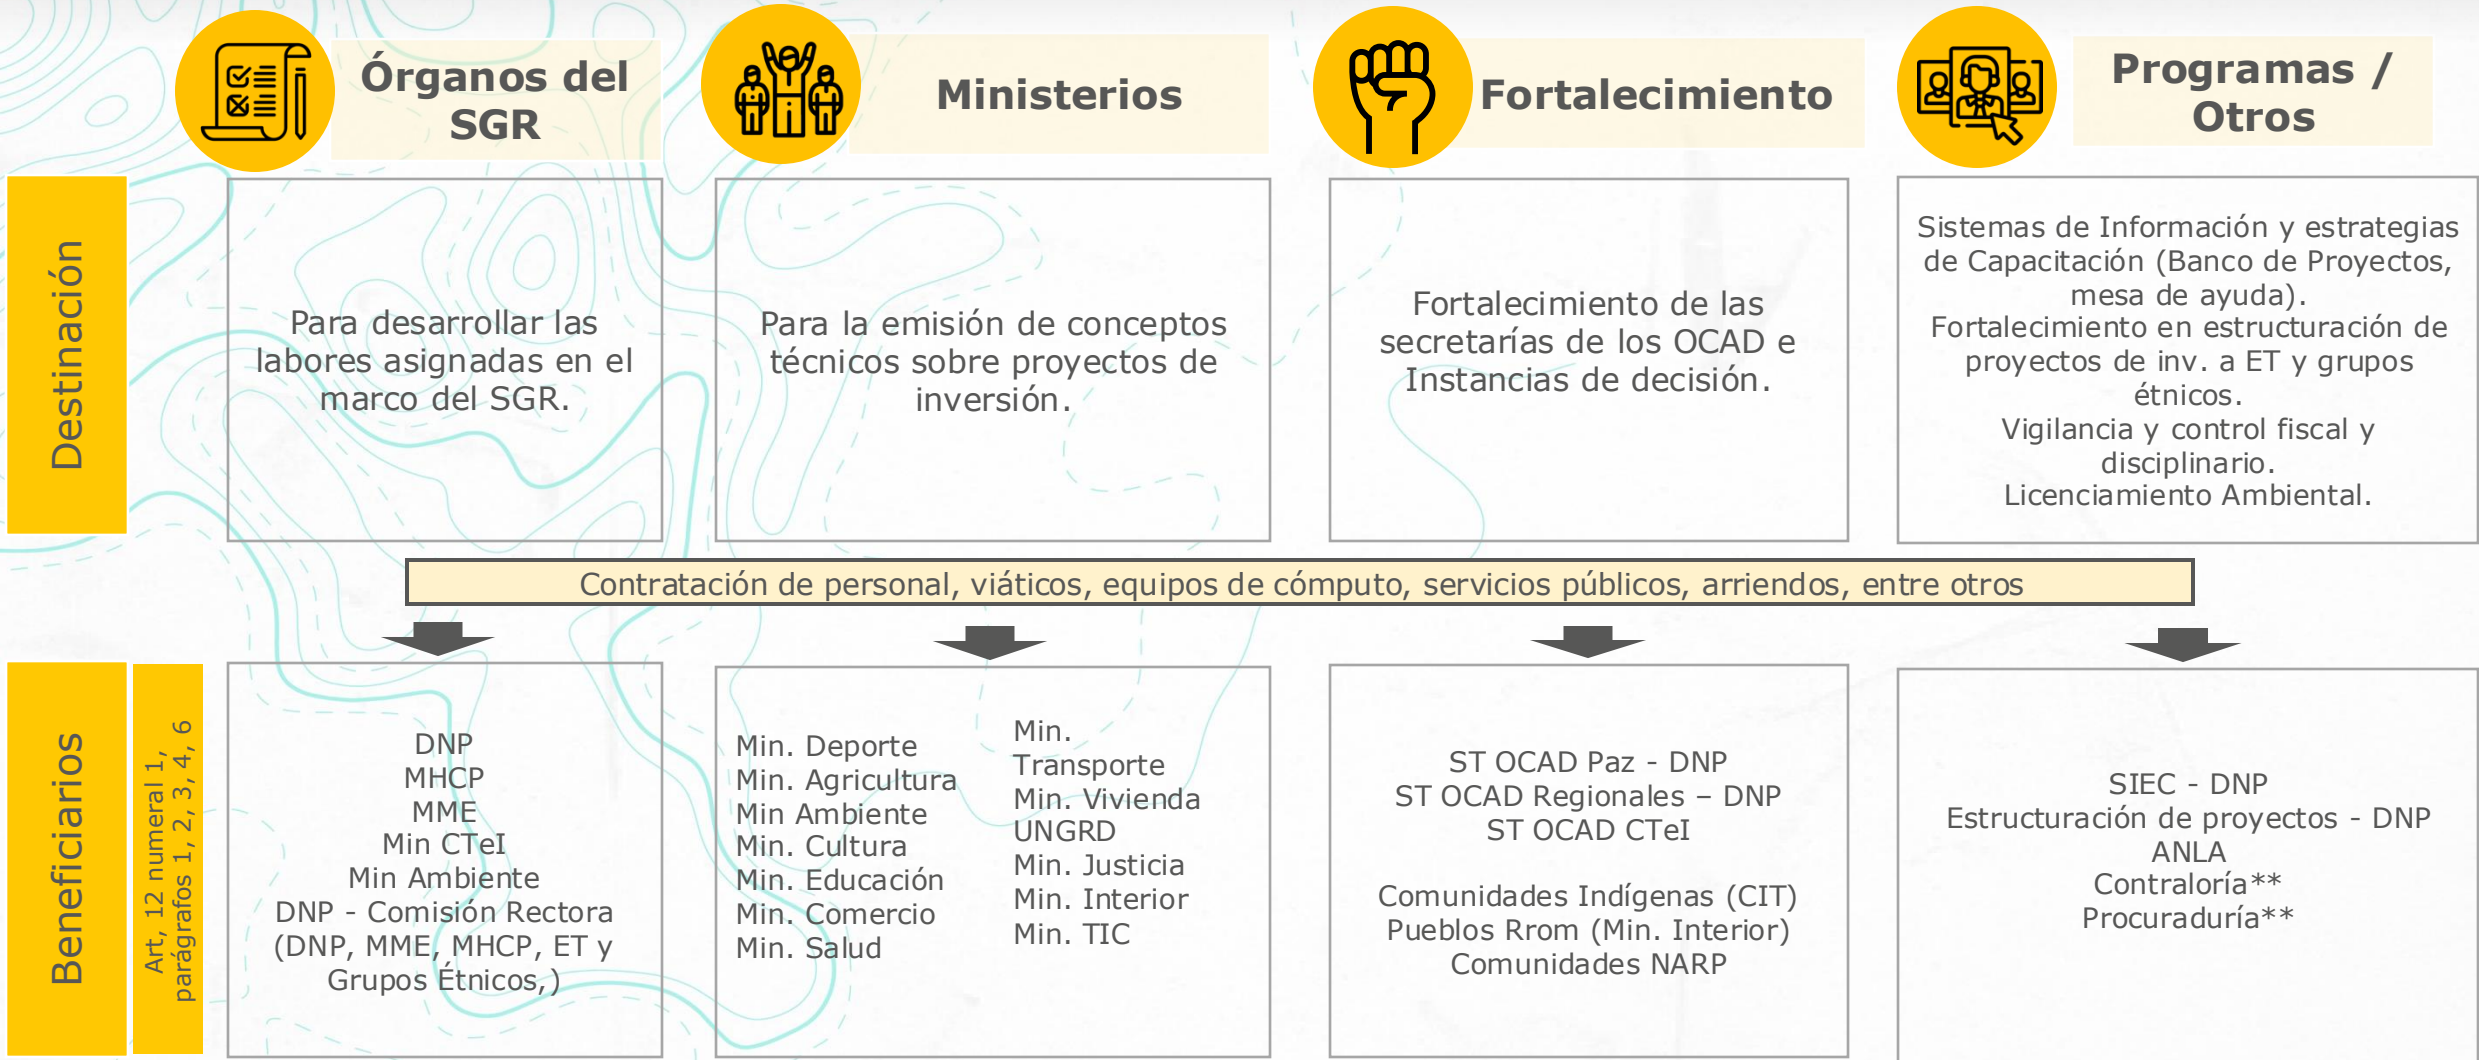 Órganos del
SGR
Ministerios
Fortalecimiento
Programas /
Otros
Destinación
Para desarrollar las
labores asignadas en el
marco del SGR.
Para la emisión de conceptos
técnicos sobre proyectos de
inversión.
Fortalecimiento de las
secretarías de los OCAD e
Instancias de decisión.
Sistemas de Información y estrategias
de Capacitación (Banco de Proyectos,
mesa de ayuda).
Fortalecimiento en estructuración de
proyectos de inv. a ET y grupos
étnicos.
Vigilancia y control fiscal y
disciplinario.
Licenciamiento Ambiental.
Contratación de personal, viáticos, equipos de cómputo, servicios públicos, arriendos, entre otros
Beneficiarios
Art, 12 numeral 1,
parágrafos 1, 2, 3, 4, 6
DNP
MHCP
MME
Min CTeI
Min Ambiente
DNP - Comisión Rectora
(DNP, MME, MHCP, ET y
Grupos Étnicos,)
Min. Deporte
Min. Agricultura
Min Ambiente
Min. Cultura
Min. Educación
Min. Comercio
Min. Salud
Min.
Transporte
Min. Vivienda
UNGRD
Min. Justicia
Min. Interior
Min. TIC
ST OCAD Paz - DNP
ST OCAD Regionales – DNP
ST OCAD CTeI
Comunidades Indígenas (CIT)
Pueblos Rrom (Min. Interior)
Comunidades NARP
SIEC - DNP
Estructuración de proyectos - DNP
ANLA
Contraloría**
Procuraduría**